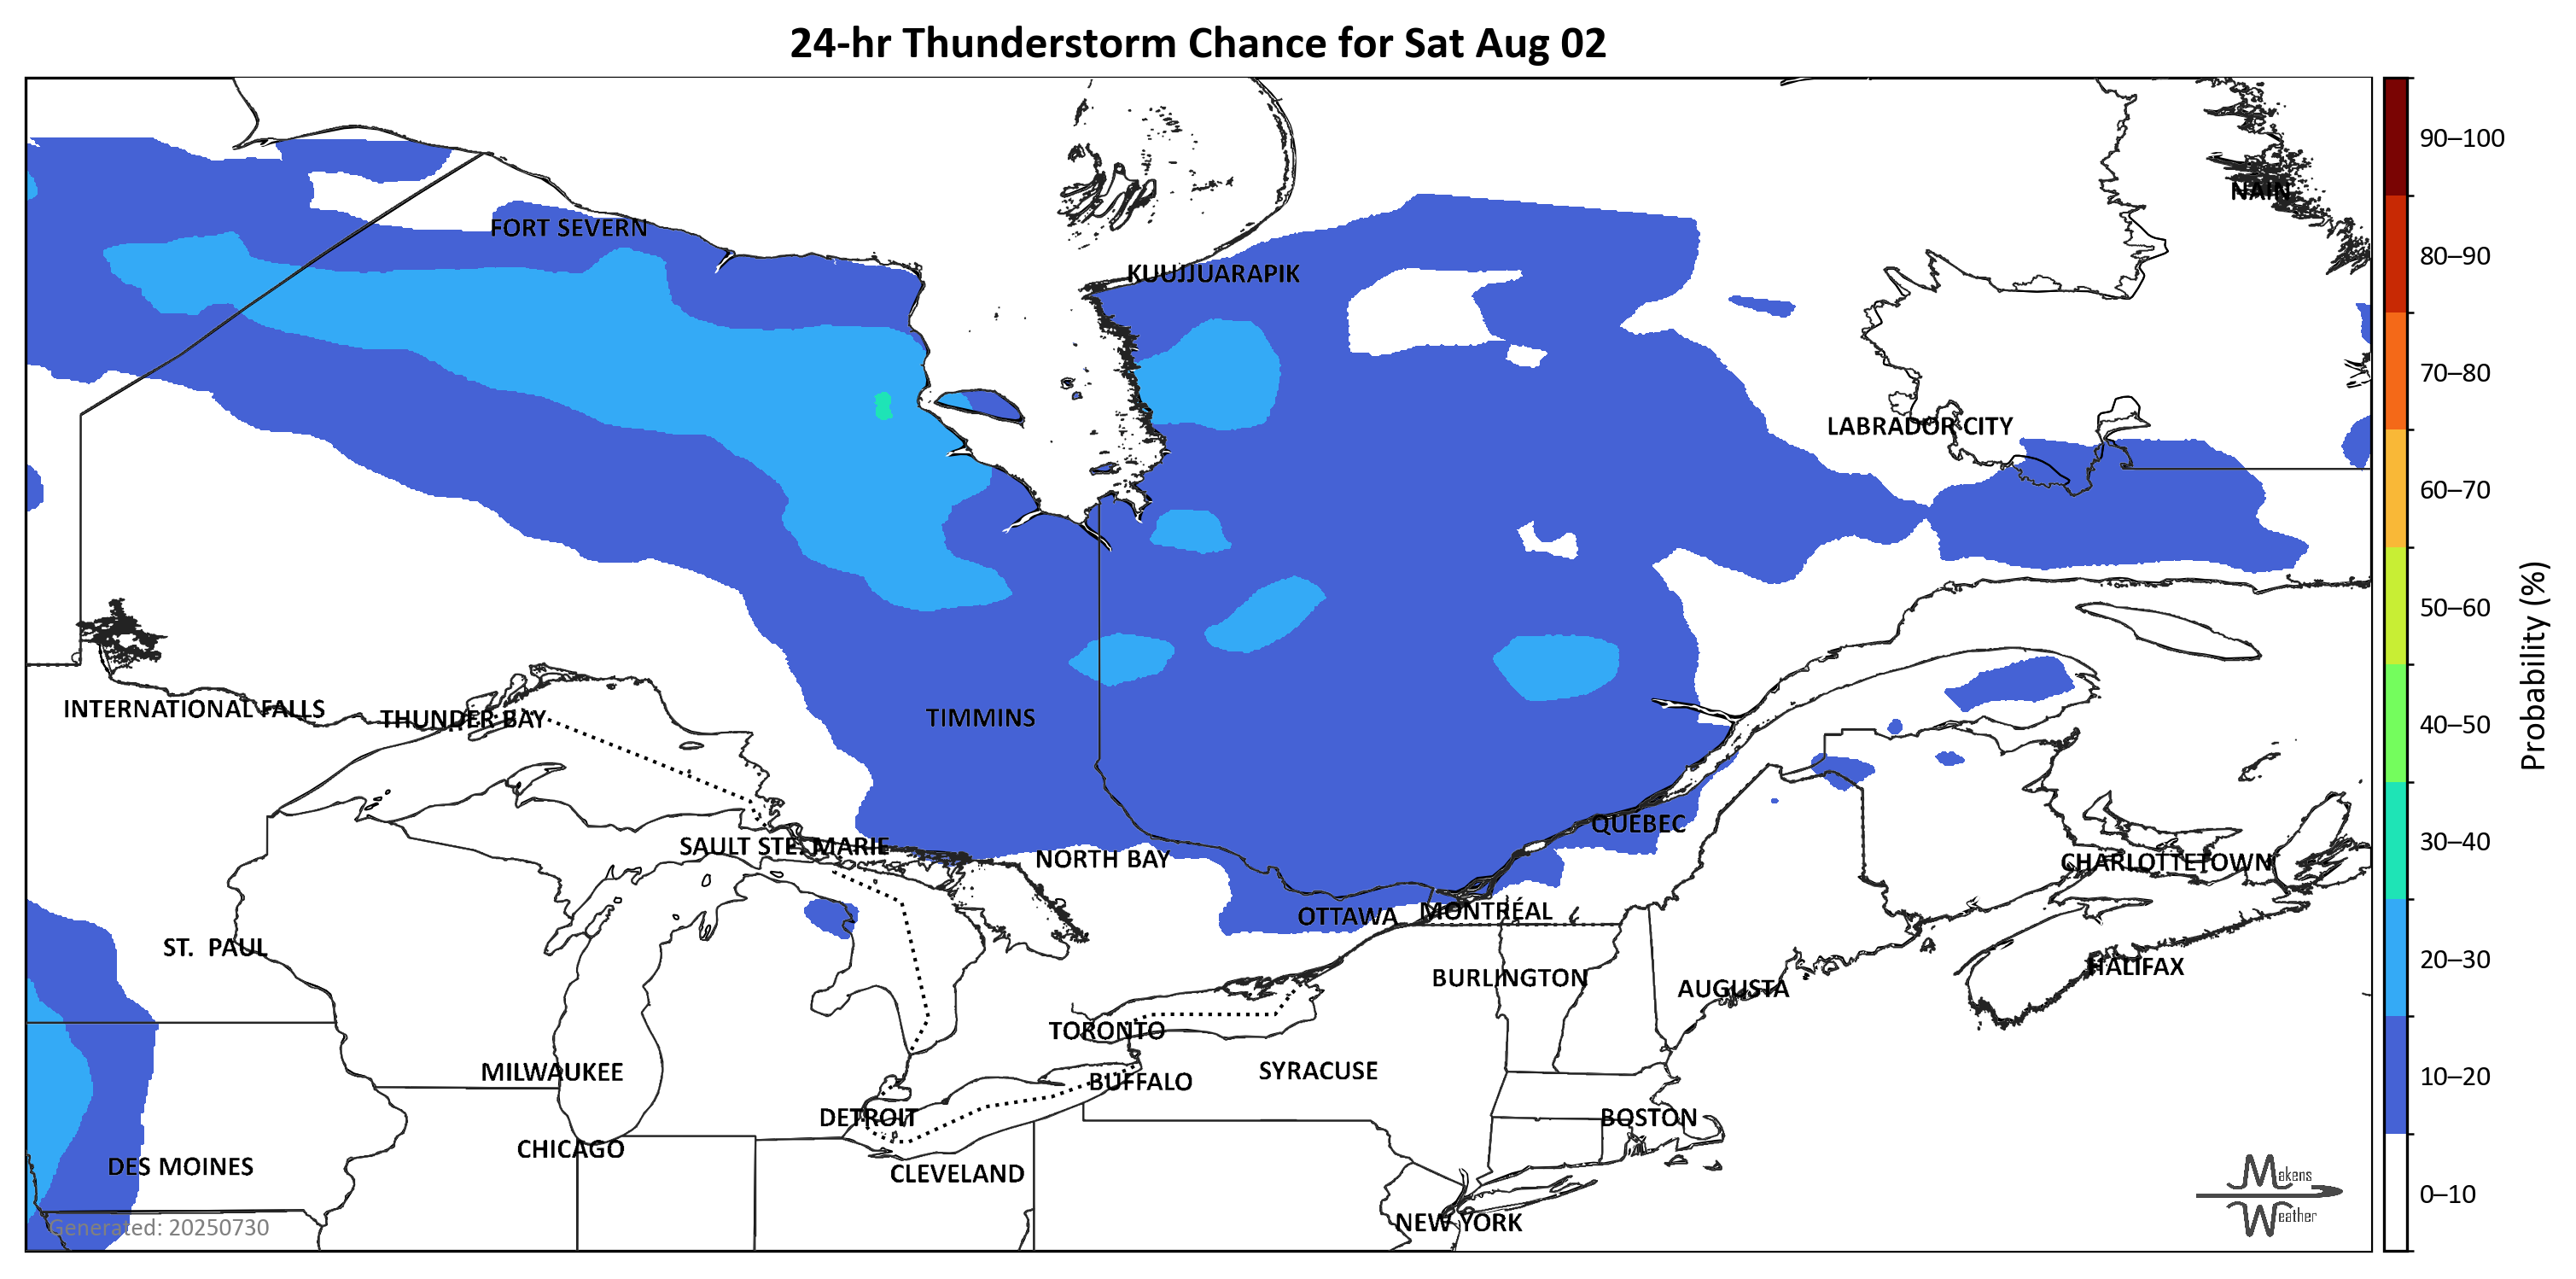 24-hr Thunderstorm Chance for Sat Aug 02
90–100
NAIN
FORT SEVERN
80–90
KUUJJUARAPIK
70–80
LABRADOR CITY
60–70
50–60
Probability (%)
INTERNATIONAL FALLS
THUNDER BAY
TIMMINS
40–50
QUEBEC
30–40
SAULT STE. MARIE
NORTH BAY
CHARLOTTETOWN
OTTAWA
MONTRÉAL
ST. PAUL
20–30
HALIFAX
BURLINGTON
AUGUSTA
TORONTO
MILWAUKEE
SYRACUSE
BUFFALO
10–20
DETROIT
BOSTON
CHICAGO
DES MOINES
CLEVELAND
Makens
Weather
0–10
NEW YORK
Generated: 20250730